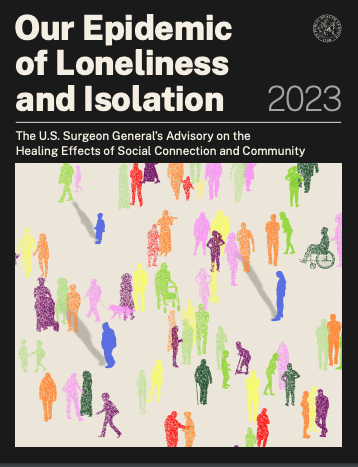 Our Epidemic
of Loneliness
and Isolation 2023
The U.S. Surgeon General's Advisory on the
Healing Effects of Social Connection and Community